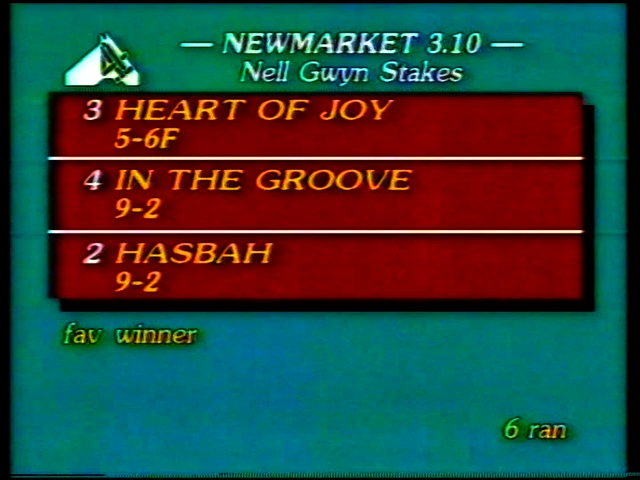 — NEWMARKET 3.10 —
Nell Gwyn Stakes
3 HEART OF JOY
5-6F
4 IN THE GROOVE
9-2
2 HASBAH
9-2
fav winner
6 ran